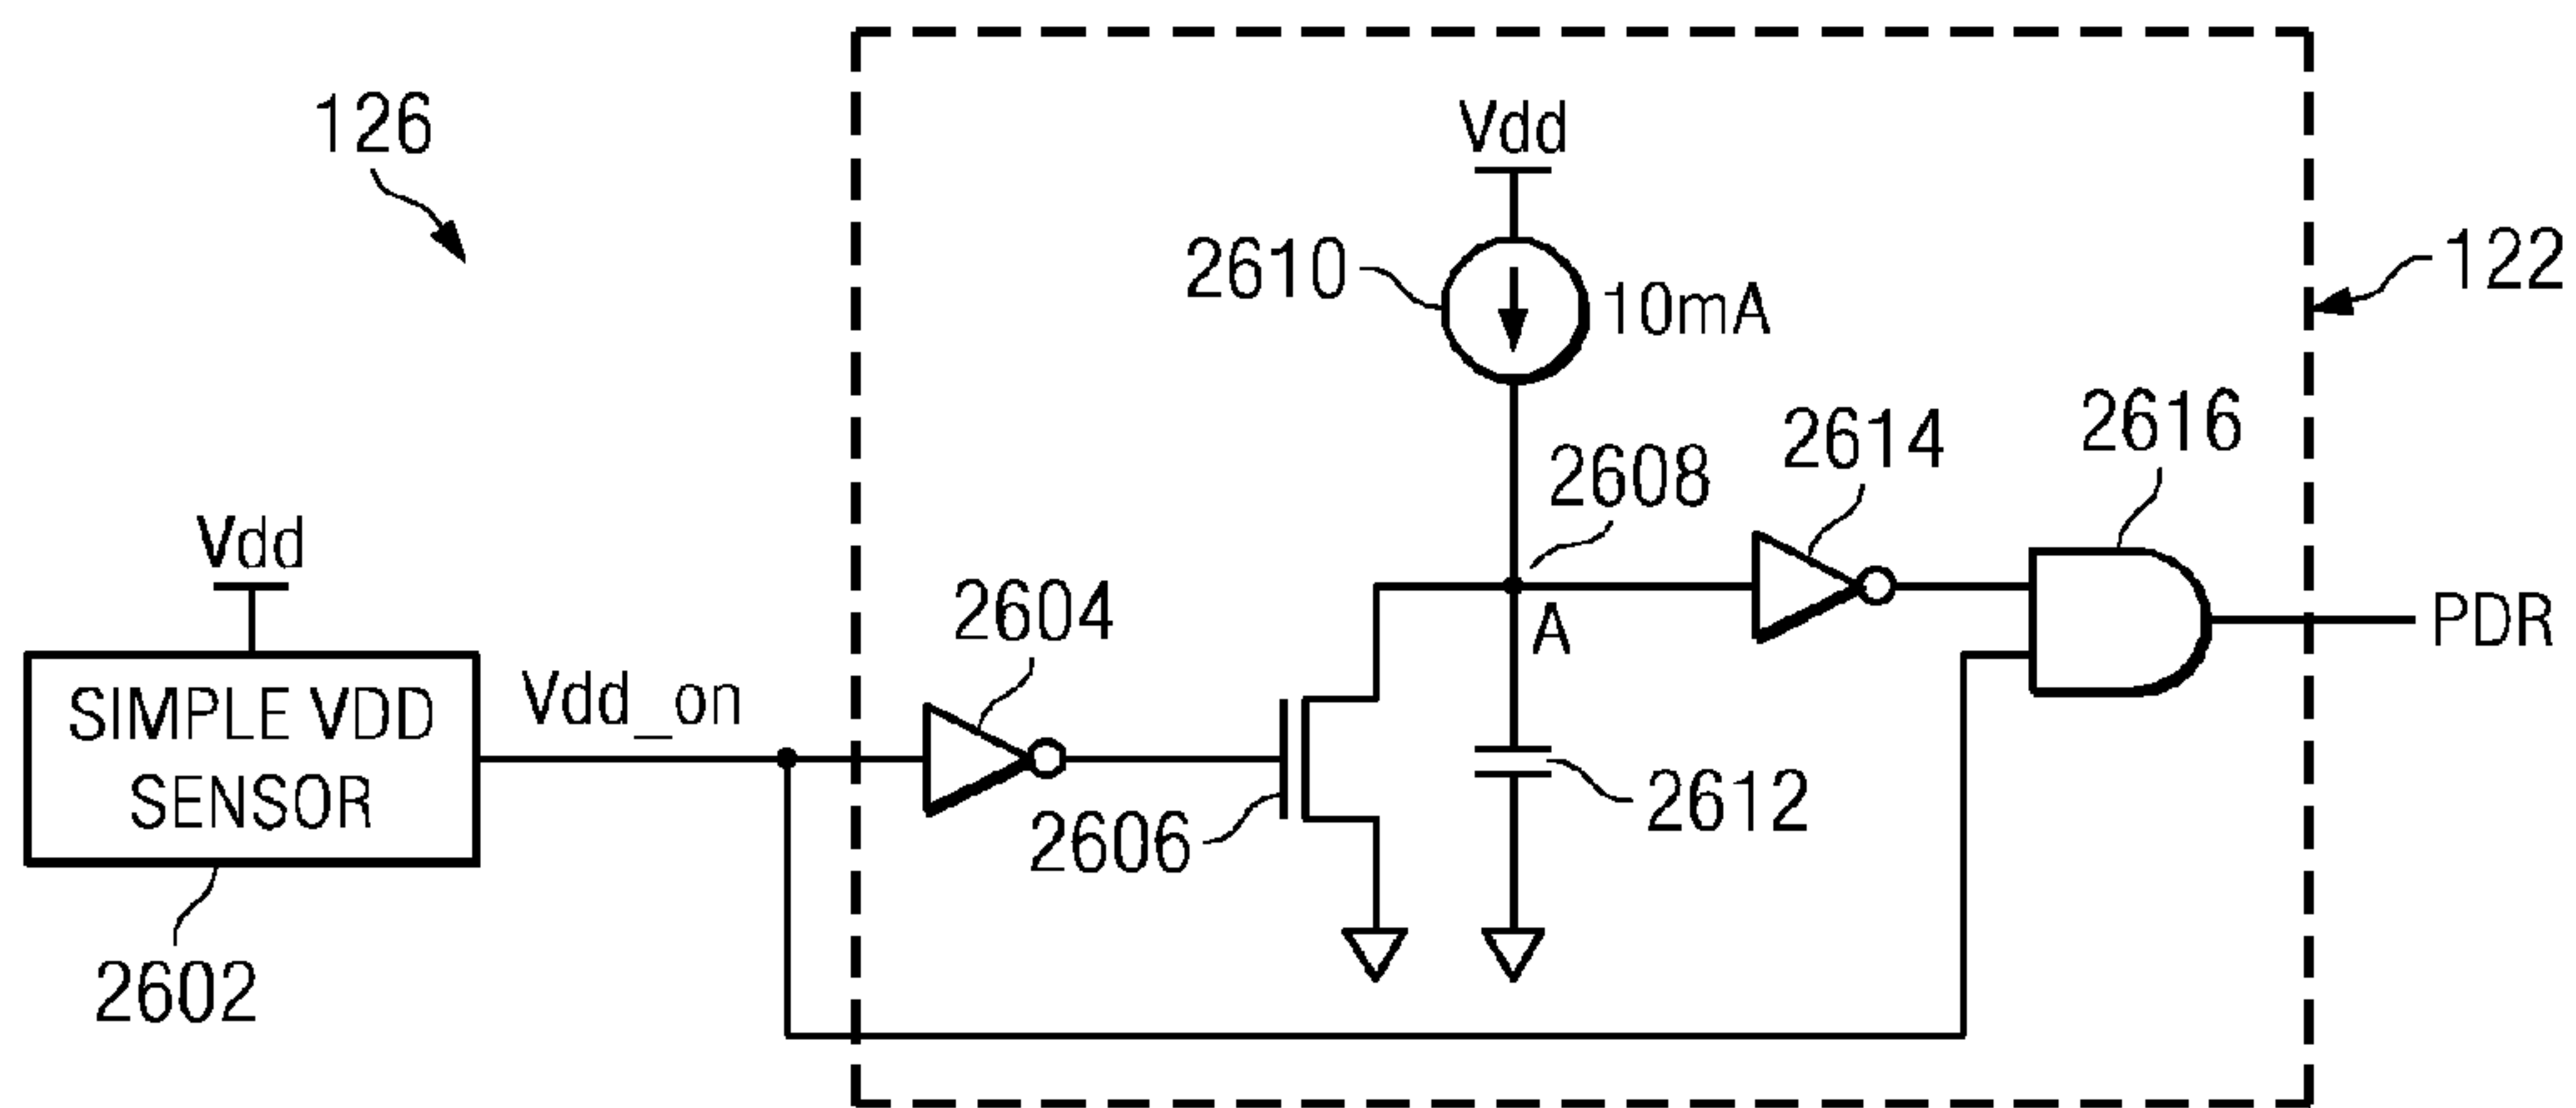 126
Vdd
2610
10mA
122
2616
2614
2608
Vdd
2604
A
PDR
SIMPLE VDD
SENSOR
Vdd_on
2606
2612
2602